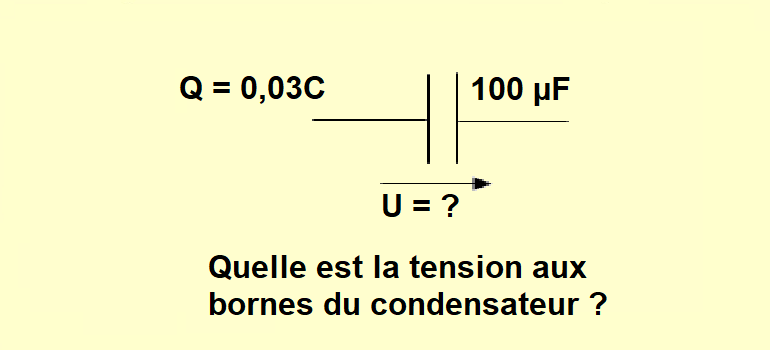 Q = 0,03C
100 µF
U = ?
Quelle est la tension aux
bornes du condensateur ?